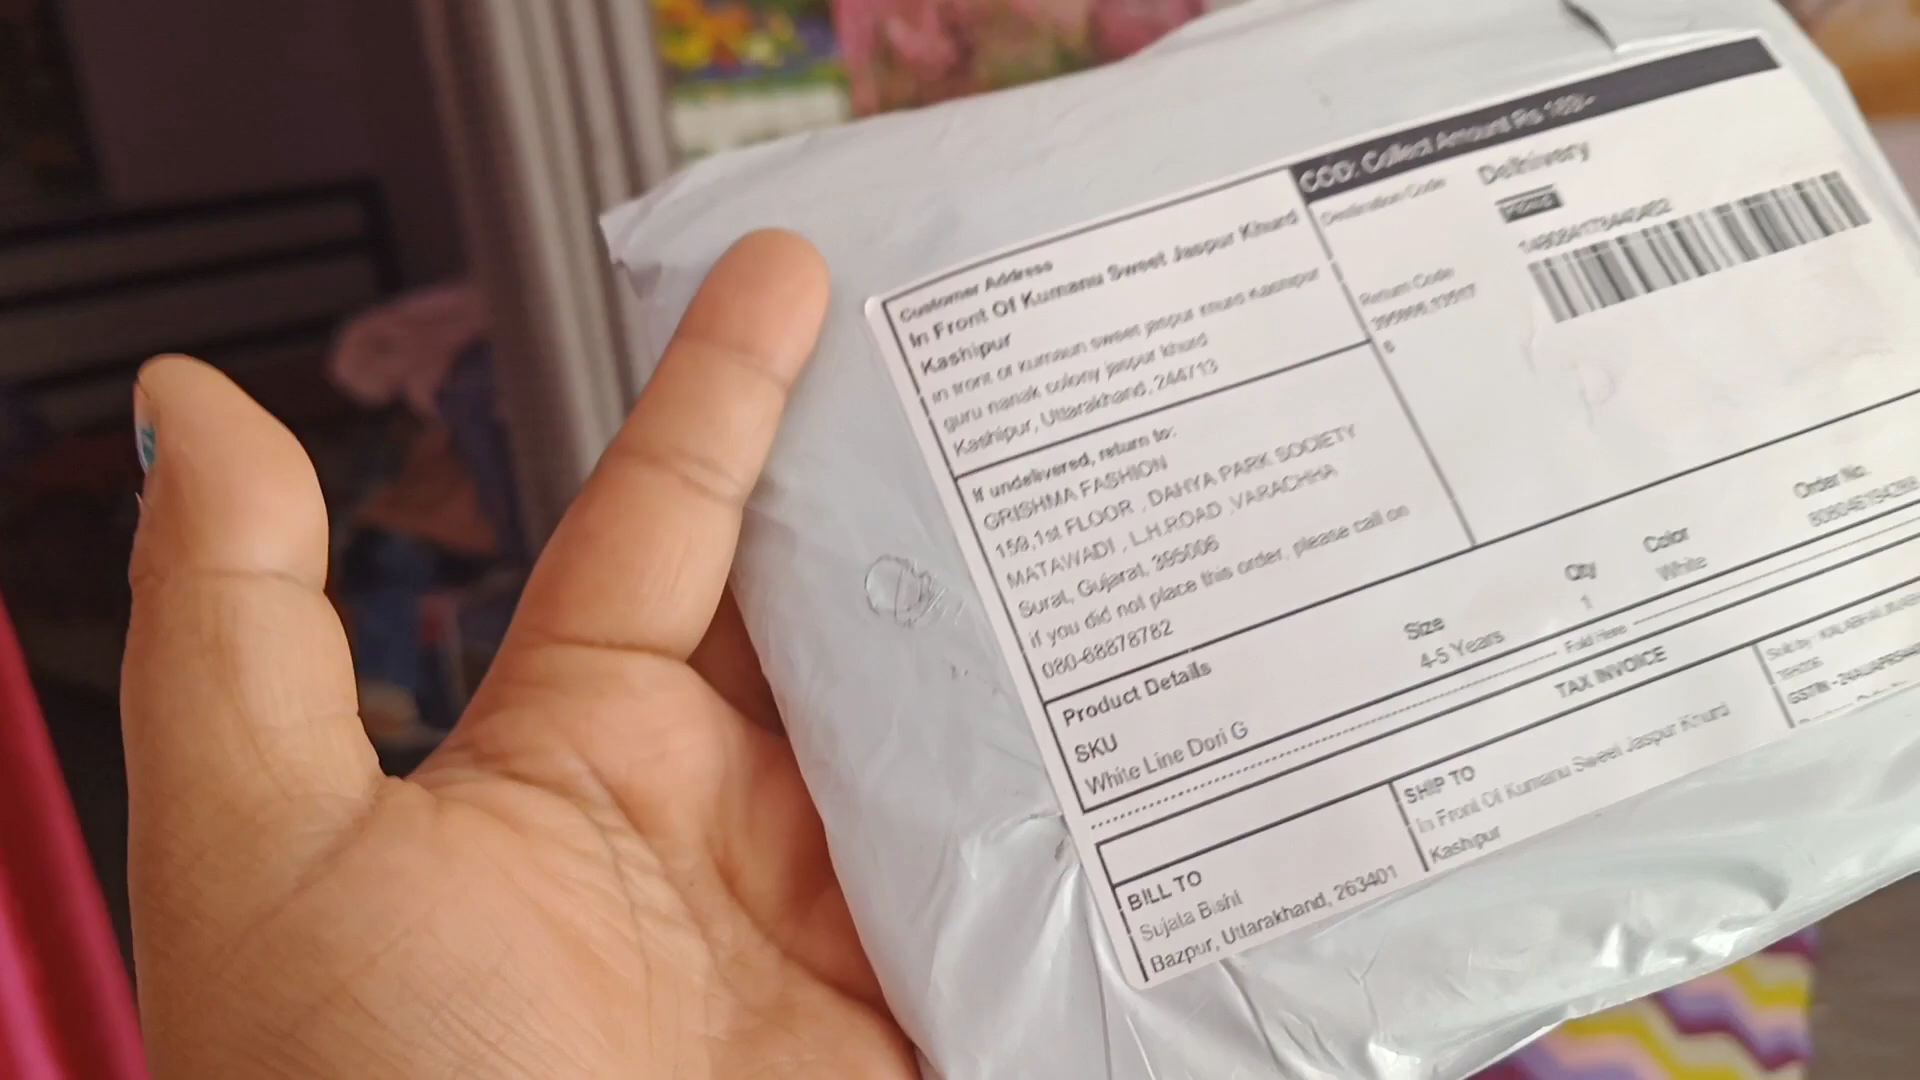 Customer Address
In Front Of Kumanu Sweet Jaspur Khurd
Kashipur
in front of kumaun sweet jaspur khurd kashipur
guru nanak colony jaspur khurd
Kashipur, Uttarakhand, 244713
If undelivered, return to:
GRISHMA FASHION
159,1st FLOOR , DAHYA PARK SOCIETY
MATAWADI , L.H.ROAD ,VARACHHA
Surat, Gujarat, 395006
if you did not place this order, please call on
080-68878782
COD: Collect Amount Rs
Destination Code
Delhivery
Pickup
Return Code
6
Product Details
SKU
White Line Dori G
Size
4-5 Years
Qty
1
Color
White
Order No.
Fold Here
TAX INVOICE
BILL TO
Sujata Bisht
Bazpur, Uttarakhand, 263401
SHIP TO
In Front Of Kumanu Sweet Jaspur Khurd
Kashipur
Sold by :
GSTIN -